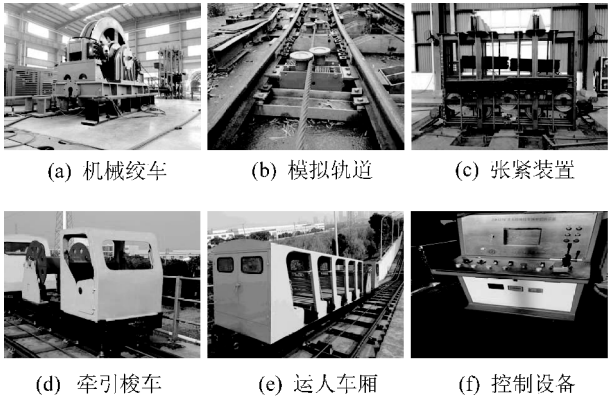 (a) 机械绞车
(b) 模拟轨道
(c) 张紧装置
(d) 牵引梭车
(e) 运人车厢
(f) 控制设备